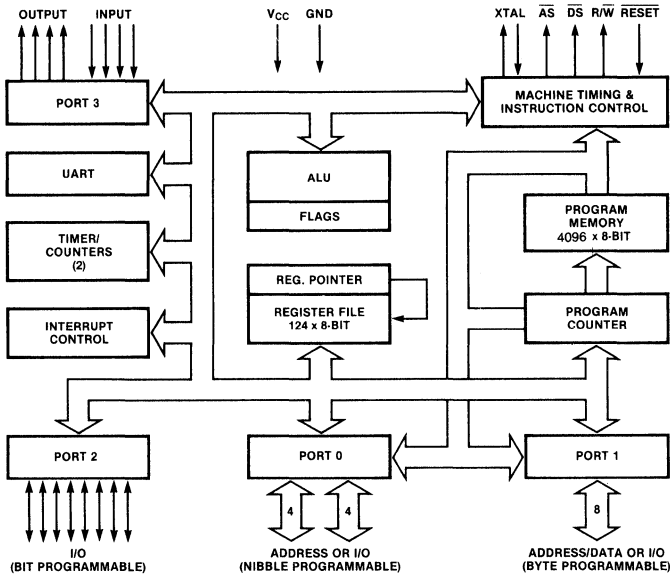 OUTPUT INPUT VCC GND XTAL AS DS R/W RESET
PORT 3
MACHINE TIMING &
INSTRUCTION CONTROL
UART
ALU
FLAGS
PROGRAM
MEMORY
4096 x 8-BIT
TIMER/
COUNTERS
(2)
REG. POINTER
REGISTER FILE
124 x 8-BIT
PROGRAM
COUNTER
INTERRUPT
CONTROL
PORT 2
PORT 0
PORT 1
4 4 8
I/O
(BIT PROGRAMMABLE)
ADDRESS OR I/O
(NIBBLE PROGRAMMABLE)
ADDRESS/DATA OR I/O
(BYTE PROGRAMMABLE)